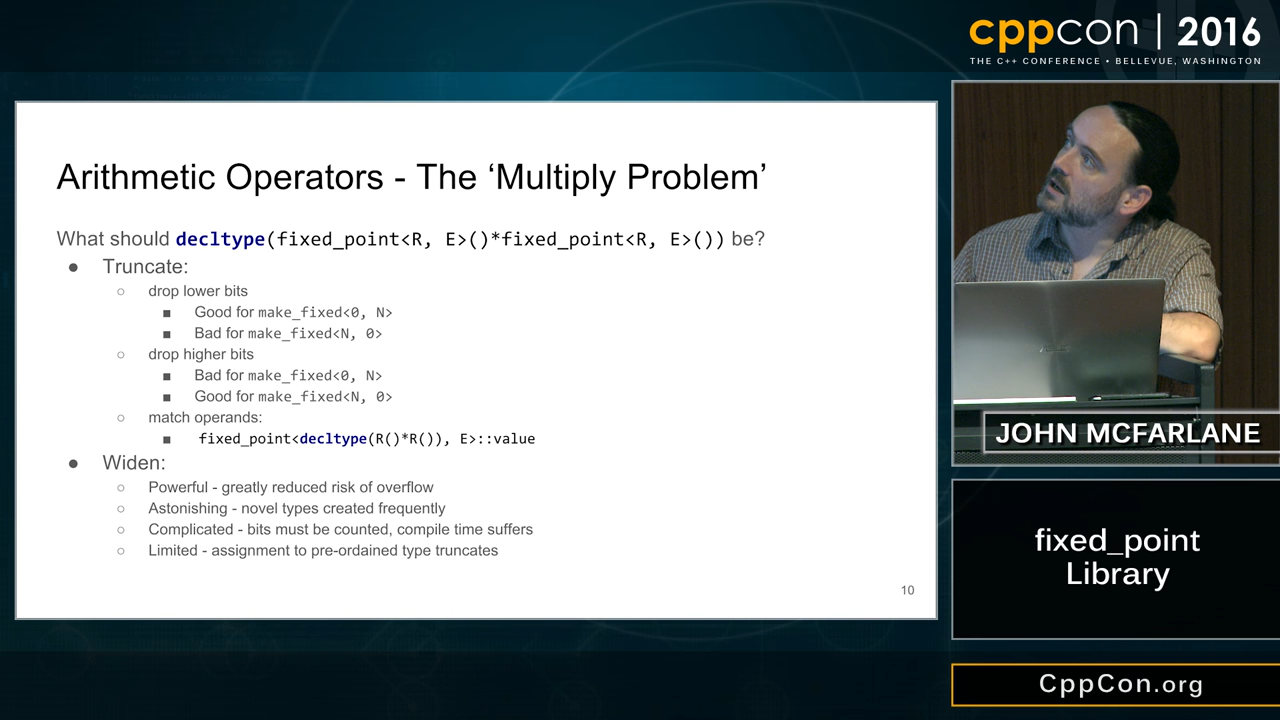 cppcon | 2016
THE C++ CONFERENCE • BELLEVUE, WASHINGTON
Arithmetic Operators - The ‘Multiply Problem’
What should decltype(fixed_point<R, E>()*fixed_point<R, E>()) be?
● Truncate:
○ drop lower bits
■ Good for make_fixed<0, N>
■ Bad for make_fixed<N, 0>
○ drop higher bits
■ Bad for make_fixed<0, N>
■ Good for make_fixed<N, 0>
○ match operands:
■ fixed_point<decltype(R()*R()), E>::value
● Widen:
○ Powerful - greatly reduced risk of overflow
○ Astonishing - novel types created frequently
○ Complicated - bits must be counted, compile time suffers
○ Limited - assignment to pre-ordained type truncates
10
JOHN MCFARLANE
fixed_point
Library
CppCon.org